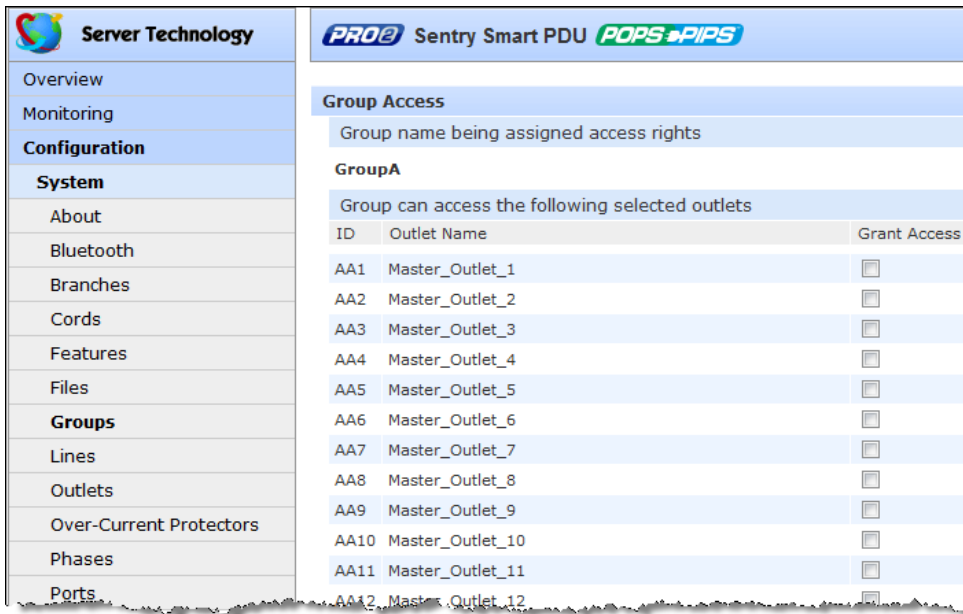 Server Technology
PRO2 Sentry Smart PDU POPS PIPS
Overview
Monitoring
Configuration
System
About
Bluetooth
Branches
Cords
Features
Files
Groups
Lines
Outlets
Over-Current Protectors
Phases
Ports
Group Access
Group name being assigned access rights
GroupA
Group can access the following selected outlets
ID Outlet Name Grant Access
AA1 Master_Outlet_1
AA2 Master_Outlet_2
AA3 Master_Outlet_3
AA4 Master_Outlet_4
AA5 Master_Outlet_5
AA6 Master_Outlet_6
AA7 Master_Outlet_7
AA8 Master_Outlet_8
AA9 Master_Outlet_9
AA10 Master_Outlet_10
AA11 Master_Outlet_11
AA12 Master_Outlet_12